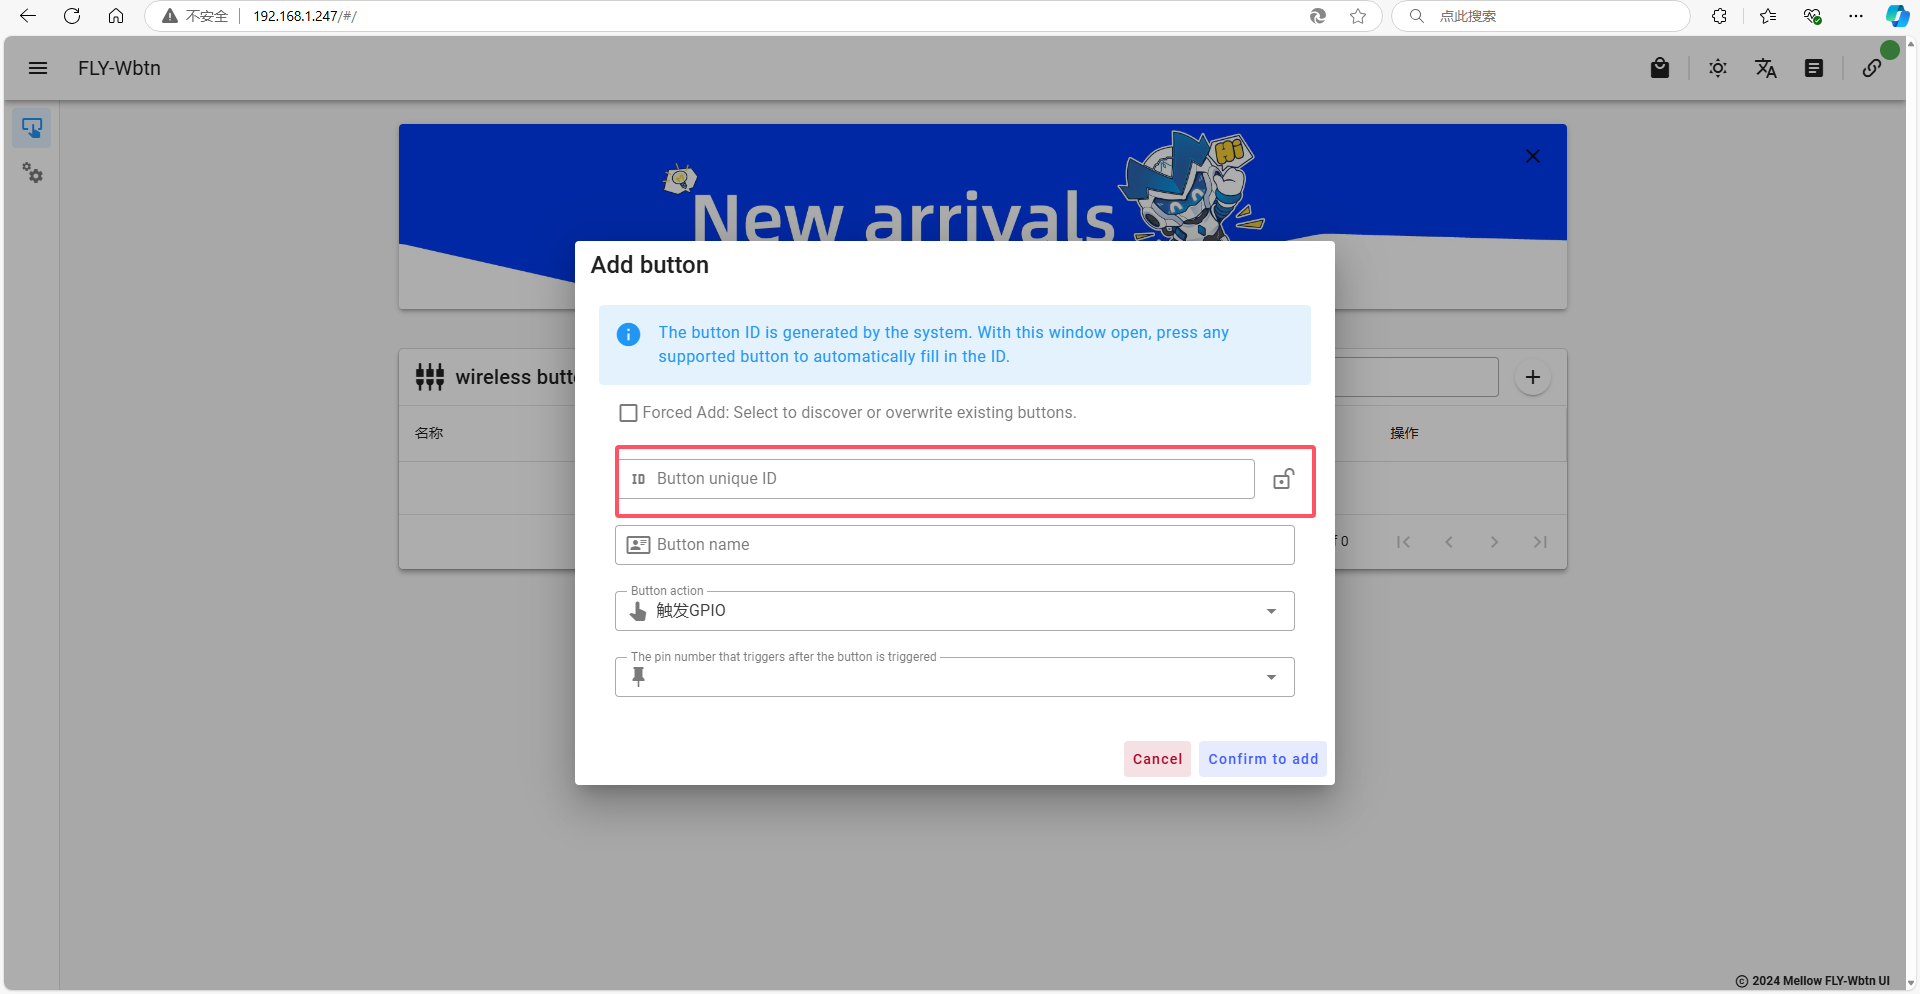 不安全
192.168.1.247/#/
点此搜索
FLY-Wbtn
Hi
New arrivals
Add button
The button ID is generated by the system. With this window open, press any
supported button to automatically fill in the ID.
wireless butt
Forced Add: Select to discover or overwrite existing buttons.
名称
操作
ID Button unique ID
Button name
0
Button action
触发GPIO
The pin number that triggers after the button is triggered
Cancel
Confirm to add
© 2024 Mellow FLY-Wbtn UI